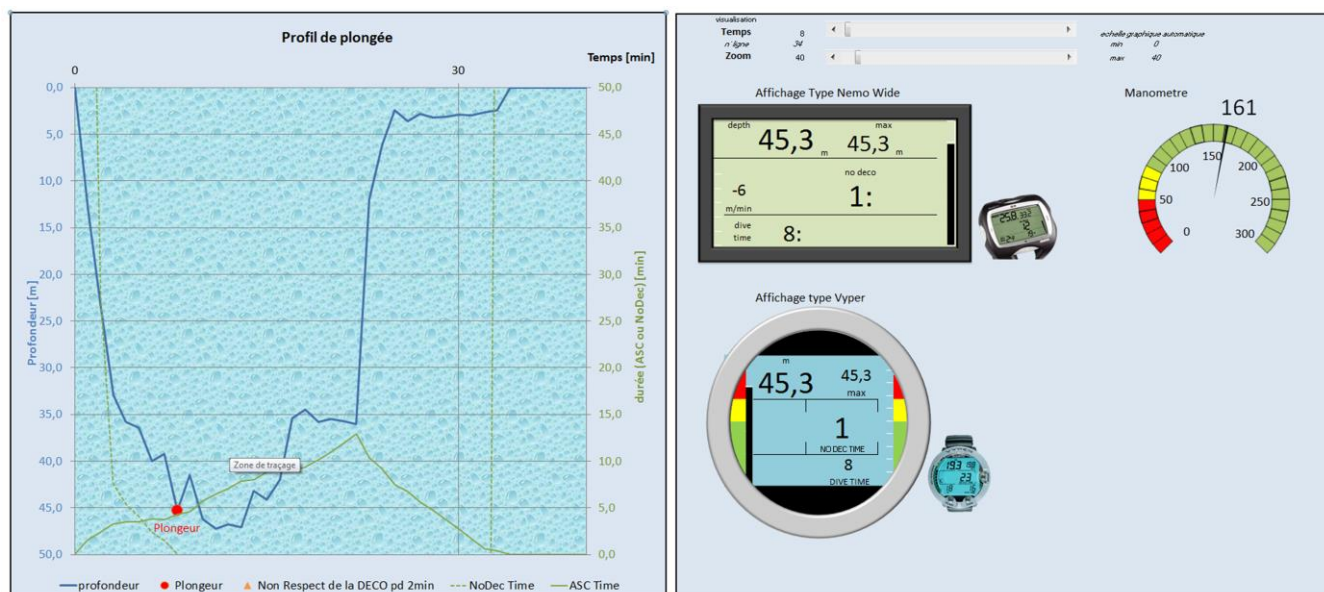 Profil de plongée
Temps [min]
0
30
0,0
5,0
10,0
15,0
20,0
25,0
30,0
35,0
40,0
45,0
50,0
Profondeur [m]
50,0
45,0
40,0
35,0
30,0
25,0
20,0
15,0
10,0
5,0
0,0
durée (ASC ou NoDec) [min]
Zone de traçage
Plongeur
profondeur
Plongeur
Non Respect de la DECO pd 2min
NoDec Time
ASC Time
visualisation
Temps 8
n° ligne 34
Zoom 40
echelle graphique automatique
min 0
max 40
Affichage Type Nemo Wide
depth max
45,3 m 45,3 m
no deco
-6 1:
m/min
dive
time 8:
Manometre
161
0
50
100
150
200
250
300
Affichage type Vyper
m
45,3 45,3
max
1
NO DEC TIME
8
DIVE TIME
25.8
19.3
23